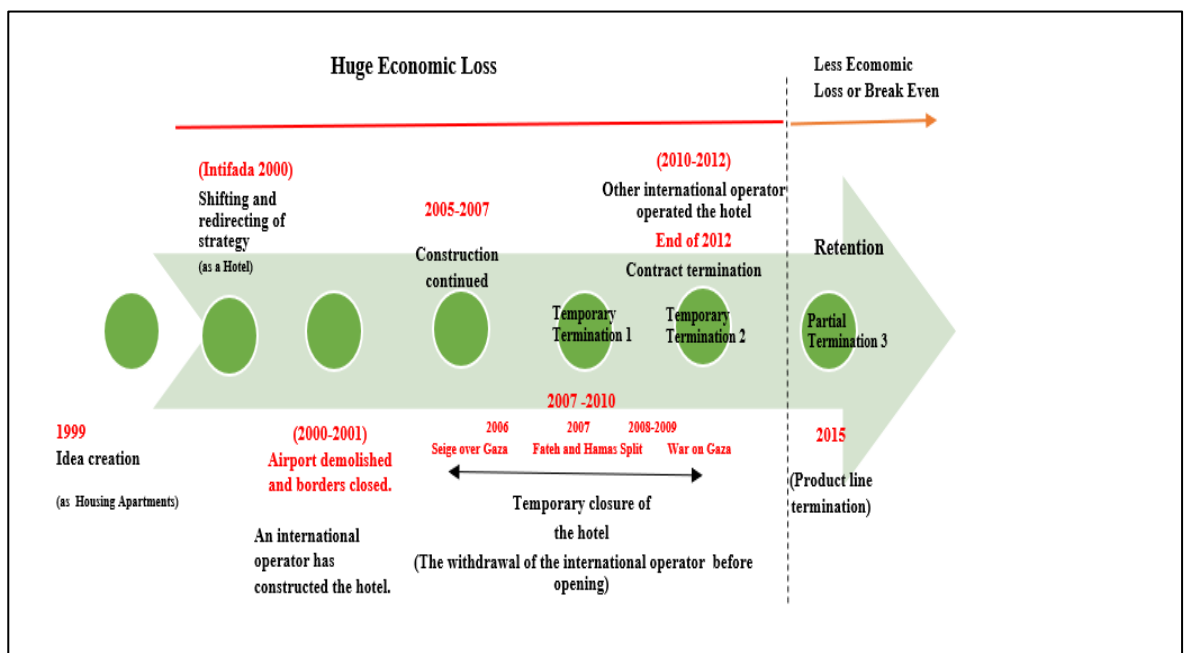 Huge Economic Loss
Less Ecomomic
Loss or Break Even
(Intifada 2000)
Shifting and
redirecting of
strategy
(as a Hotel)
2005-2007
Construction
continued
(2010-2012)
Other international operator
operated the hotel
End of 2012
Contract termination
Retention
Temporary
Termination 1
Temporary
Termination 2
Partial
Termination 3
1999
Idea creation
(as Housing Apartments)
(2000-2001)
Airport demolished
and borders closed.
An international
operator has
constructed the hotel.
2007 -2010
2006
Seige over Gaza
2007
Fateh and Hamas Split
2008-2009
War on Gaza
Temporary closure of
the hotel
(The withdrawal of the international operator before
opening)
2015
(Product line
termination)